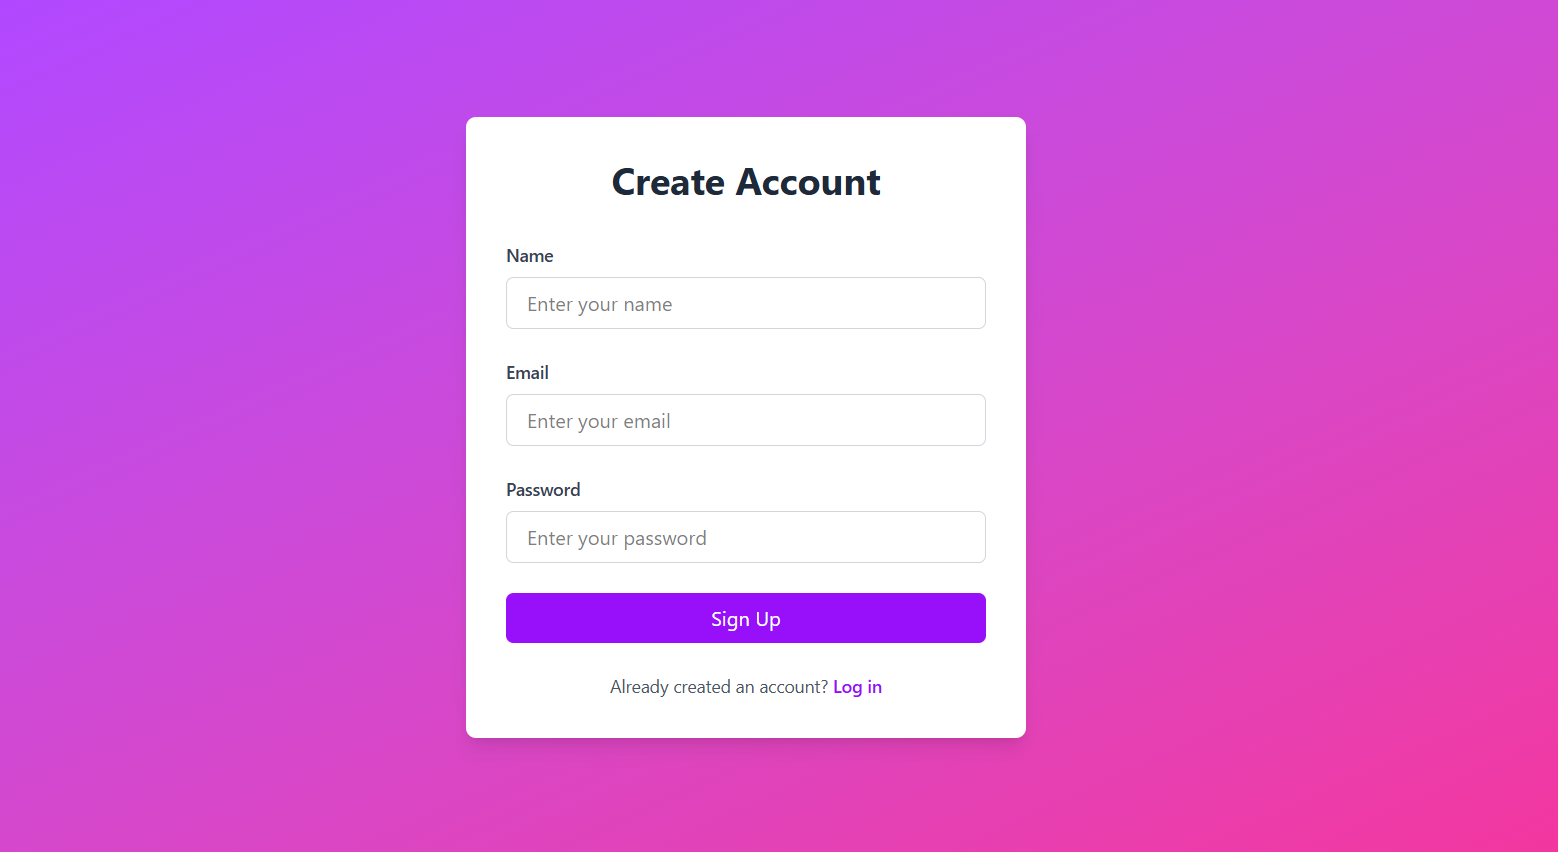 Create Account
Name
Enter your name
Email
Enter your email
Password
Enter your password
Sign Up
Already created an account? Log in